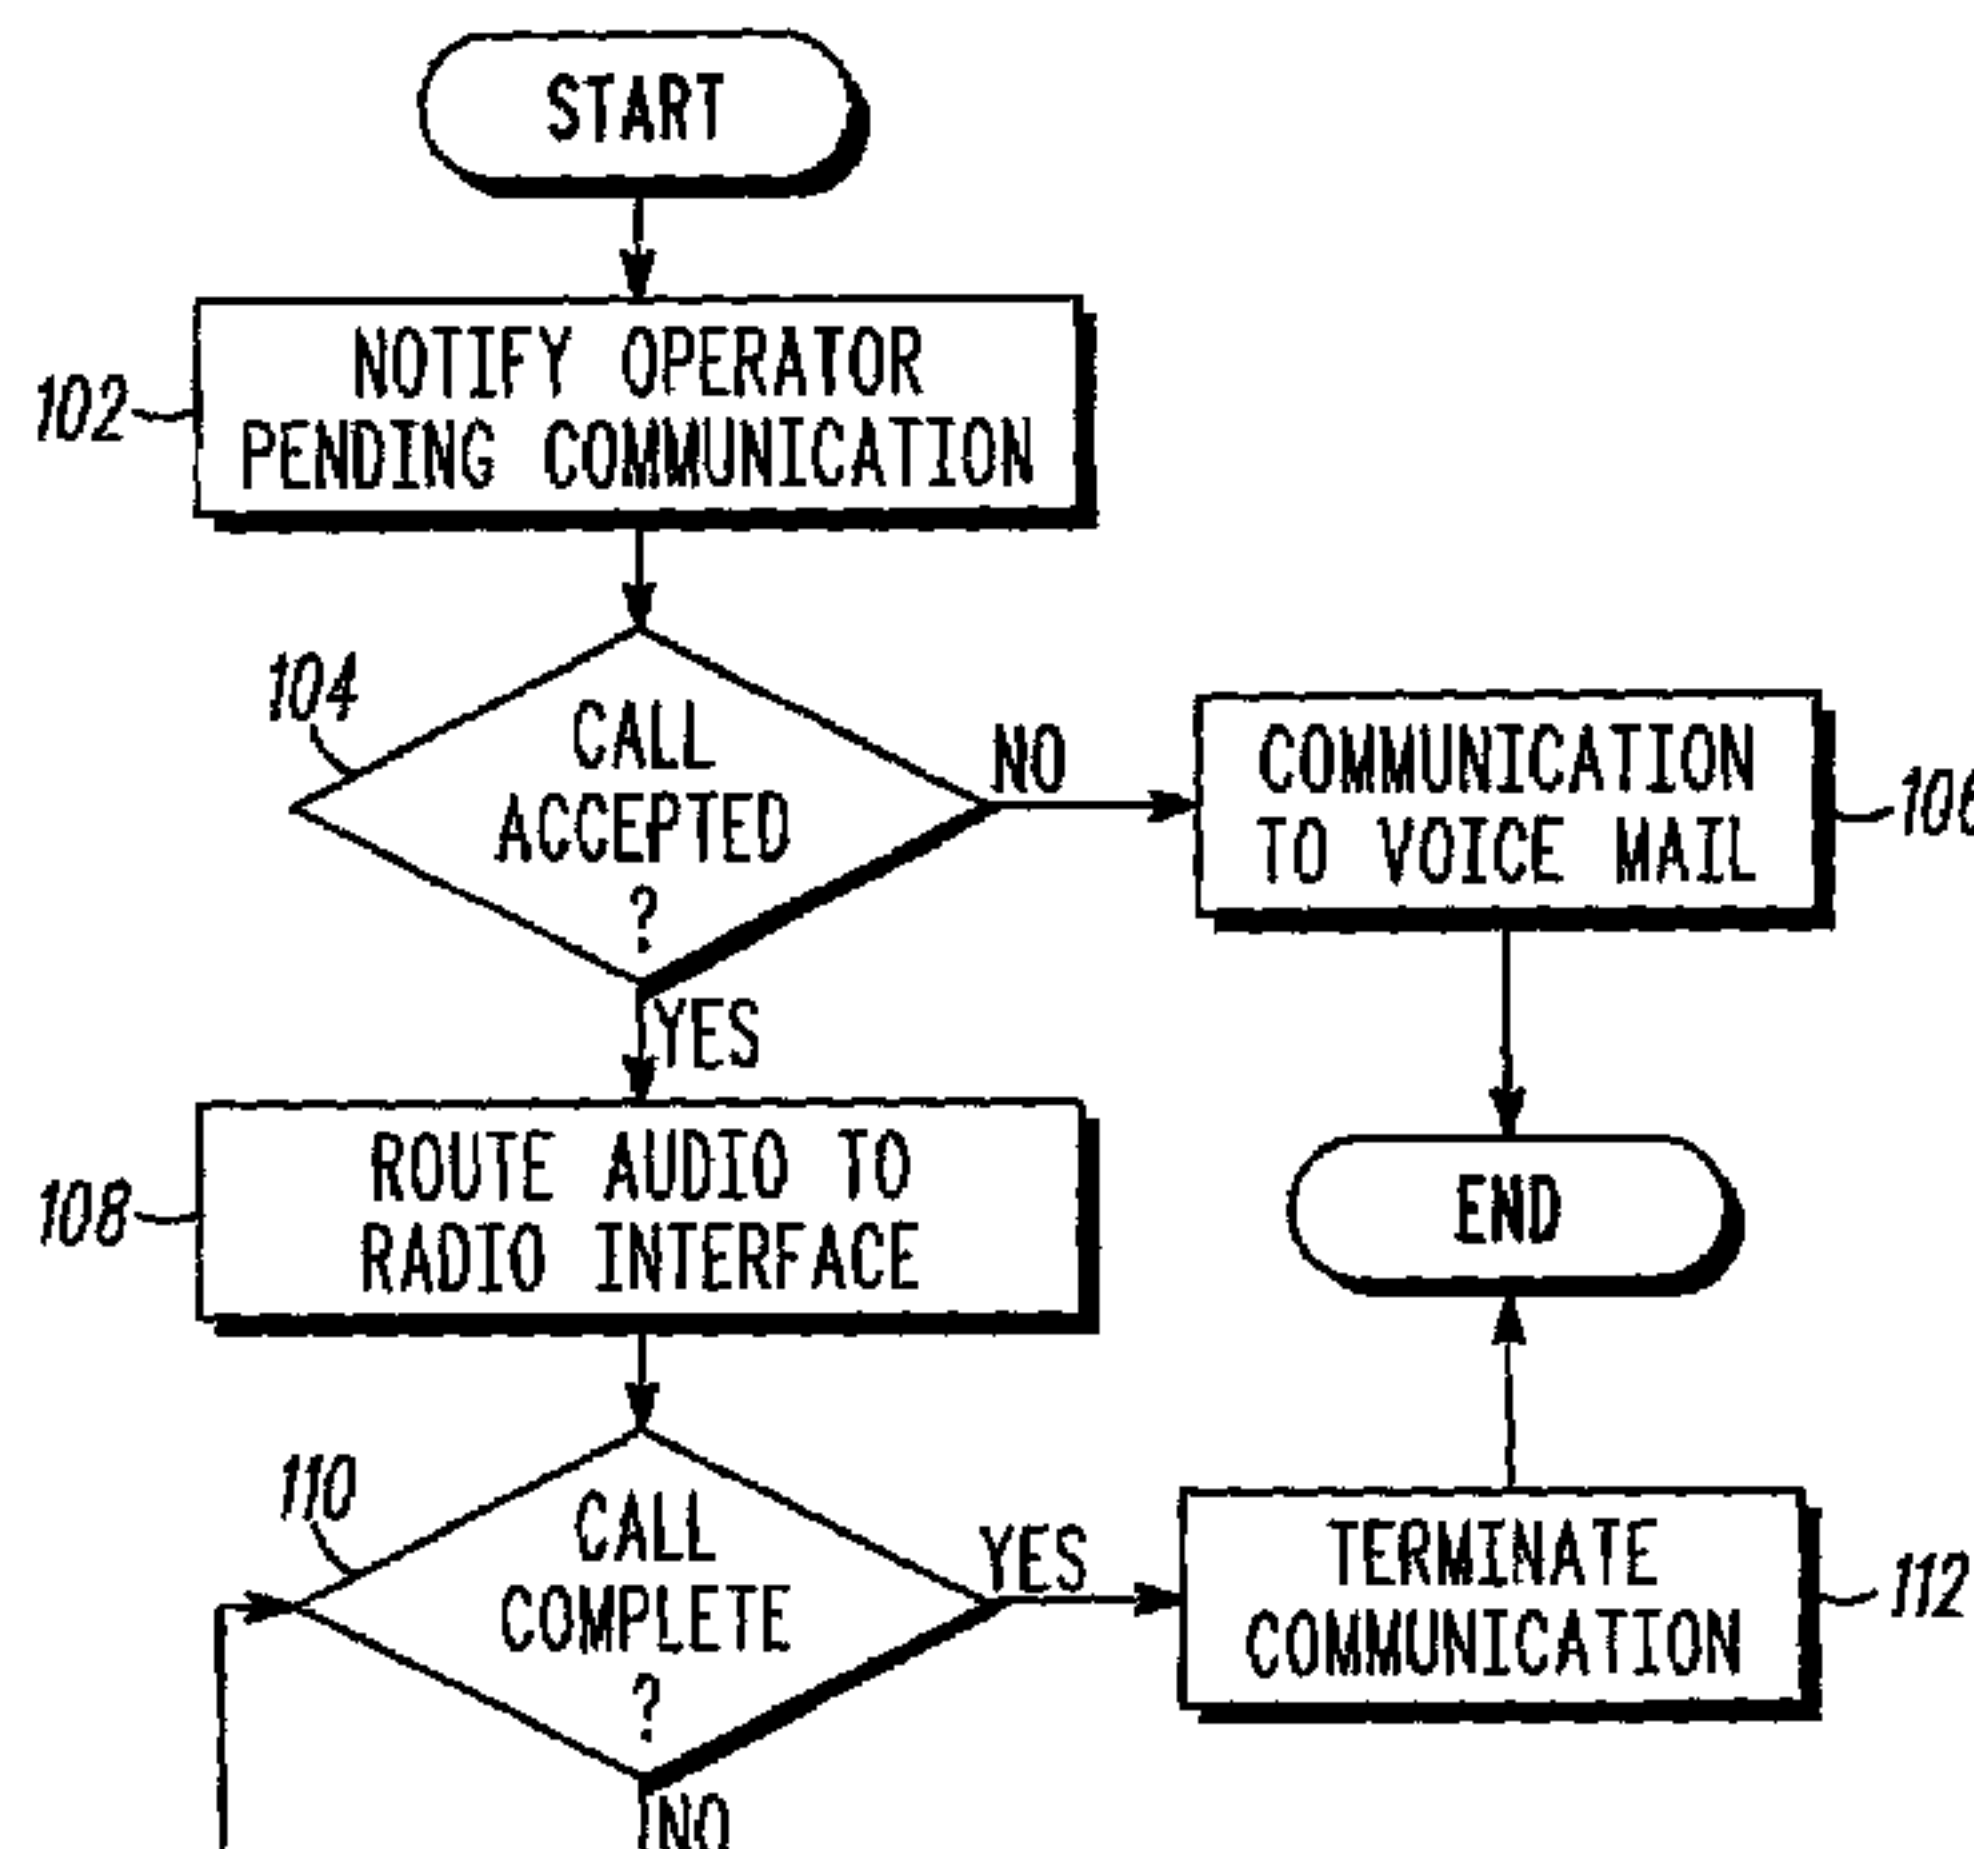 START
102
NOTIFY OPERATOR
PENDING COMMUNICATION
104
CALL
ACCEPTED
?
NO
COMMUNICATION
TO VOICE MAIL
106
YES
108
ROUTE AUDIO TO
RADIO INTERFACE
END
110
CALL
COMPLETE
?
YES
TERMINATE
COMMUNICATION
112
NO